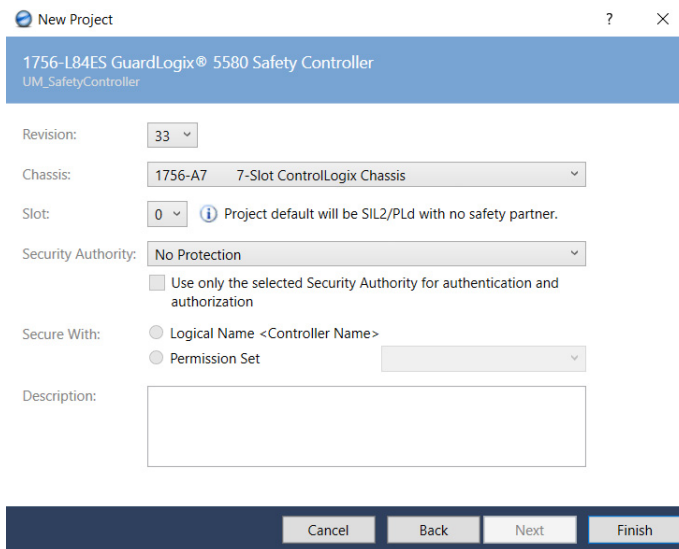 New Project
? ×
1756-L84ES GuardLogix® 5580 Safety Controller
UM_SafetyController
Revision: 33
Chassis: 1756-A7 7-Slot ControlLogix Chassis
Slot: 0 Project default will be SIL2/PLd with no safety partner.
Security Authority: No Protection
Use only the selected Security Authority for authentication and
authorization
Secure With: Logical Name <Controller Name>
Permission Set
Description:
Cancel Back Next Finish